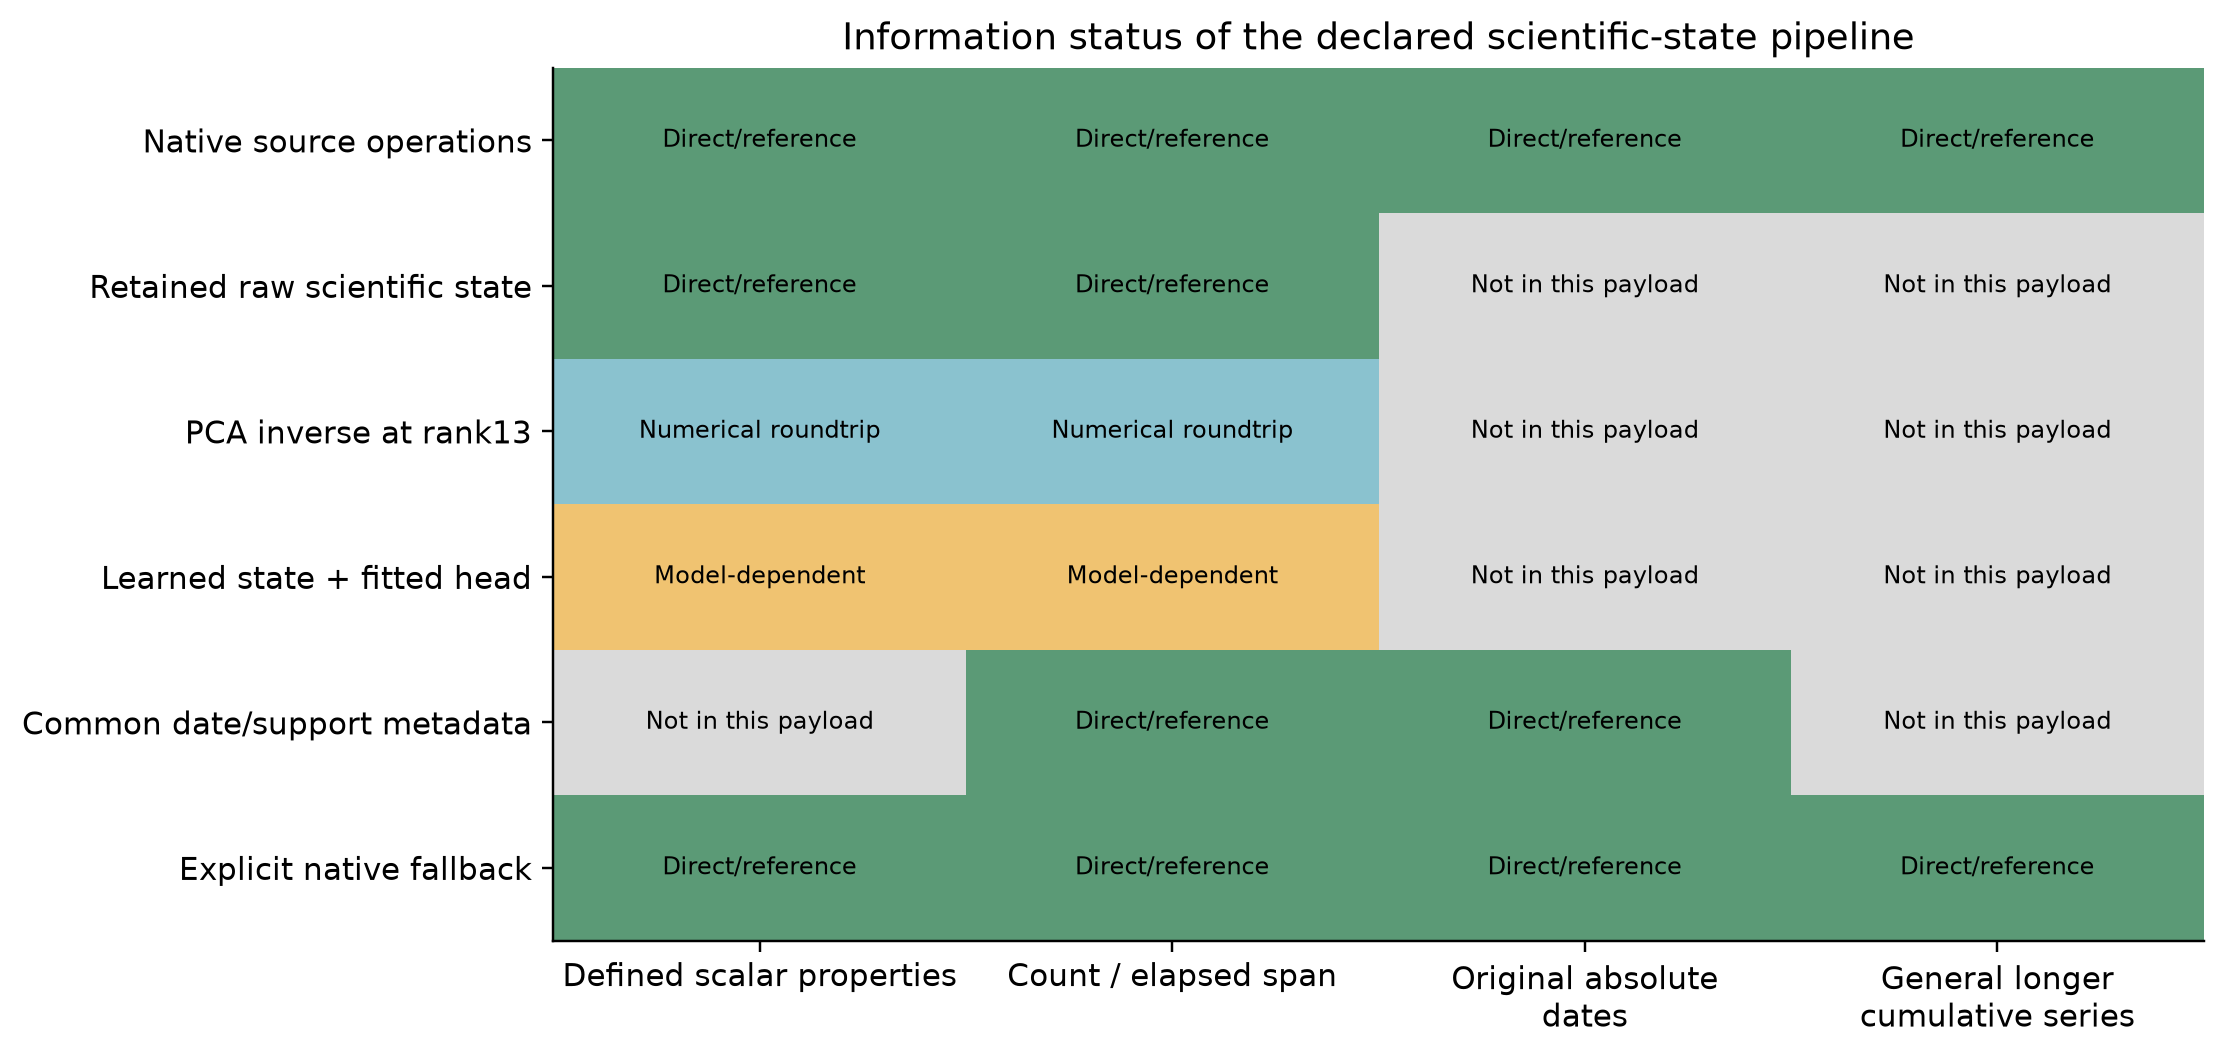 Information status of the declared scientific-state pipeline
Native source operations
Direct/reference
Direct/reference
Direct/reference
Direct/reference
Retained raw scientific state
Direct/reference
Direct/reference
Not in this payload
Not in this payload
PCA inverse at rank13
Numerical roundtrip
Numerical roundtrip
Not in this payload
Not in this payload
Learned state + fitted head
Model-dependent
Model-dependent
Not in this payload
Not in this payload
Common date/support metadata
Not in this payload
Direct/reference
Direct/reference
Not in this payload
Explicit native fallback
Direct/reference
Direct/reference
Direct/reference
Direct/reference
Defined scalar properties
Count / elapsed span
Original absolute
dates
General longer
cumulative series